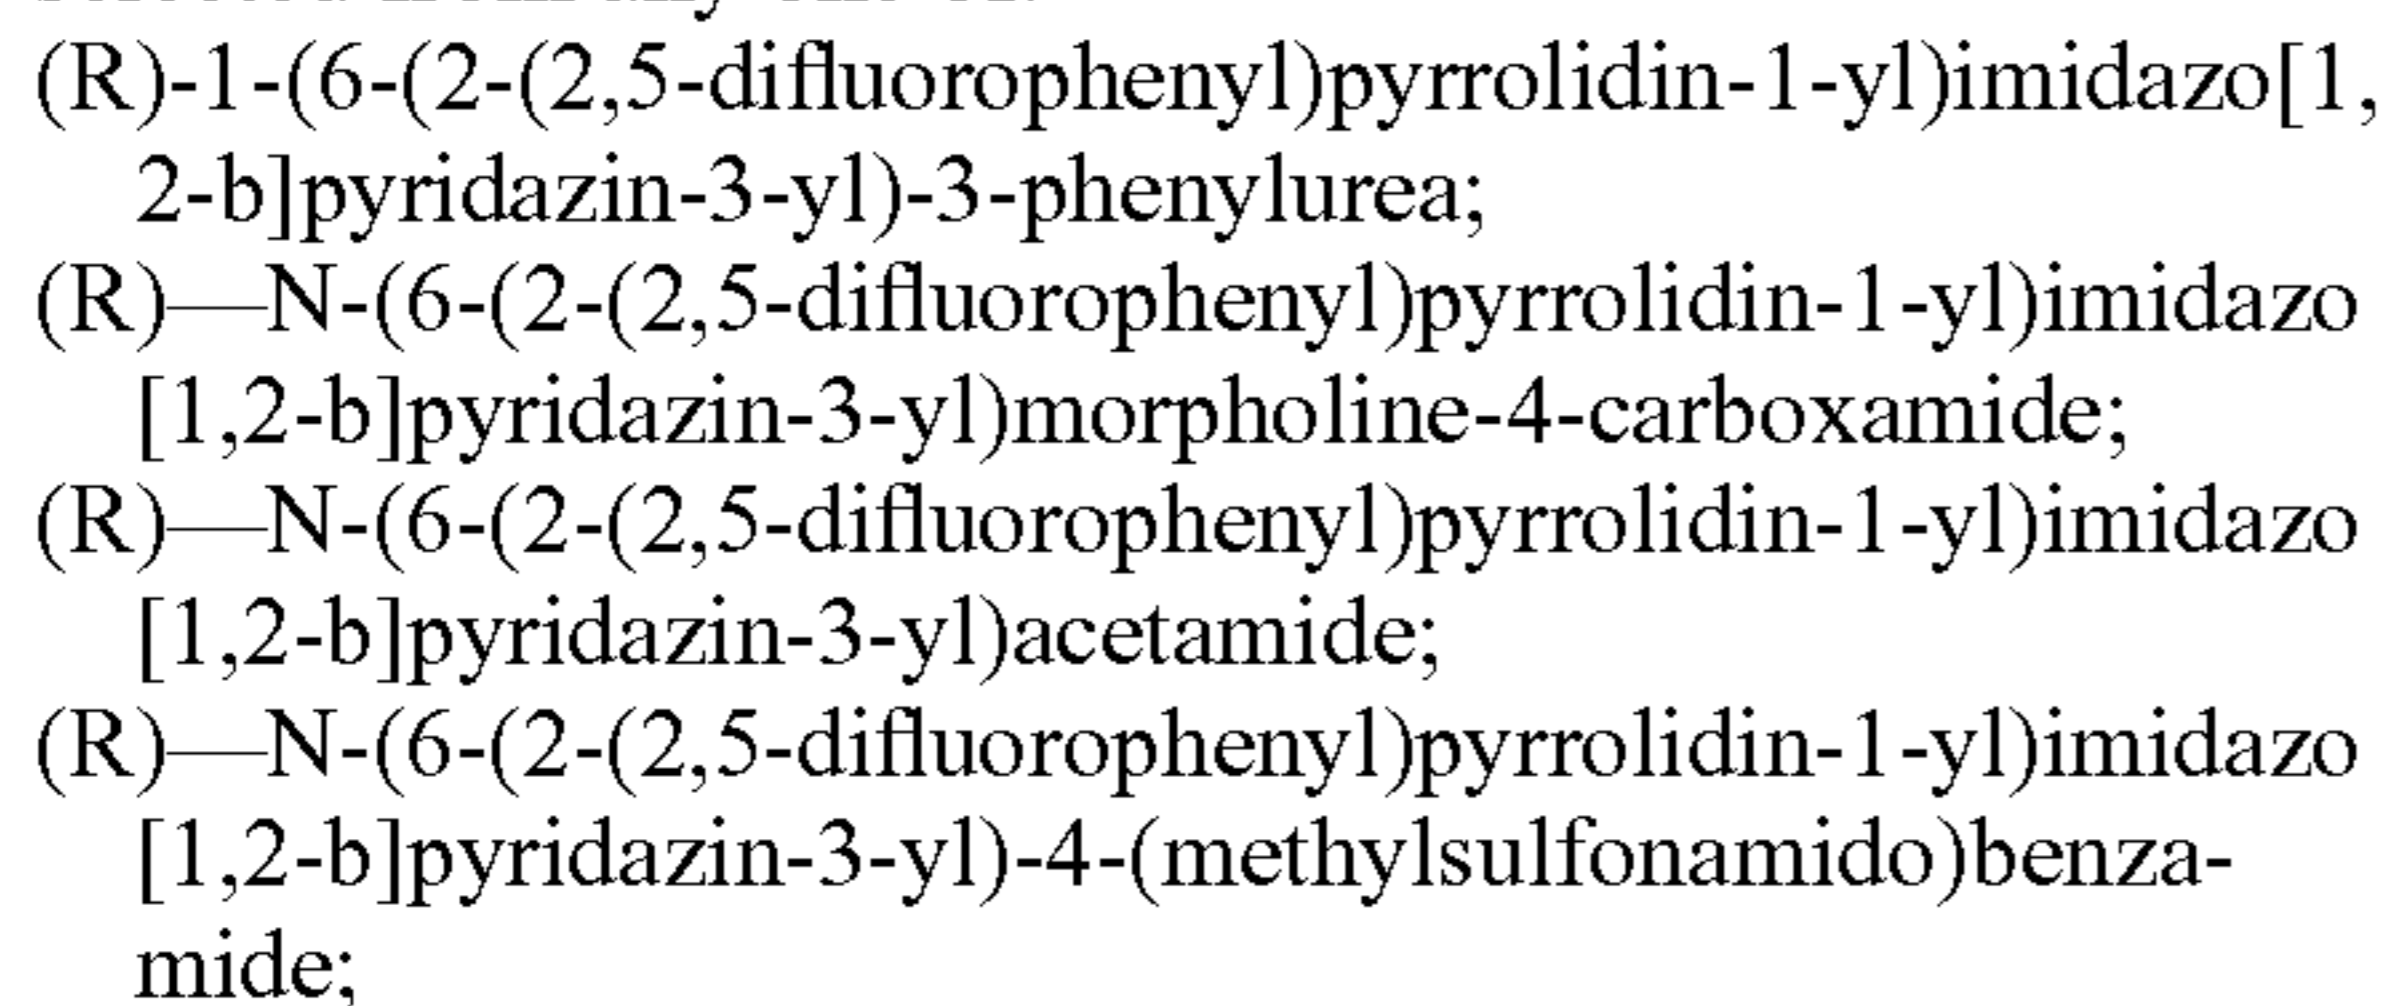 (R)-1-(6-(2-(2,5-difluorophenyl)pyrrolidin-1-yl)imidazo[1,
2-b]pyridazin-3-yl)-3-phenylurea;
(R)—N-(6-(2-(2,5-difluorophenyl)pyrrolidin-1-yl)imidazo
[1,2-b]pyridazin-3-yl)morpholine-4-carboxamide;
(R)—N-(6-(2-(2,5-difluorophenyl)pyrrolidin-1-yl)imidazo
[1,2-b]pyridazin-3-yl)acetamide;
(R)—N-(6-(2-(2,5-difluorophenyl)pyrrolidin-1-yl)imidazo
[1,2-b]pyridazin-3-yl)-4-(methylsulfonamido)benza-
mide;